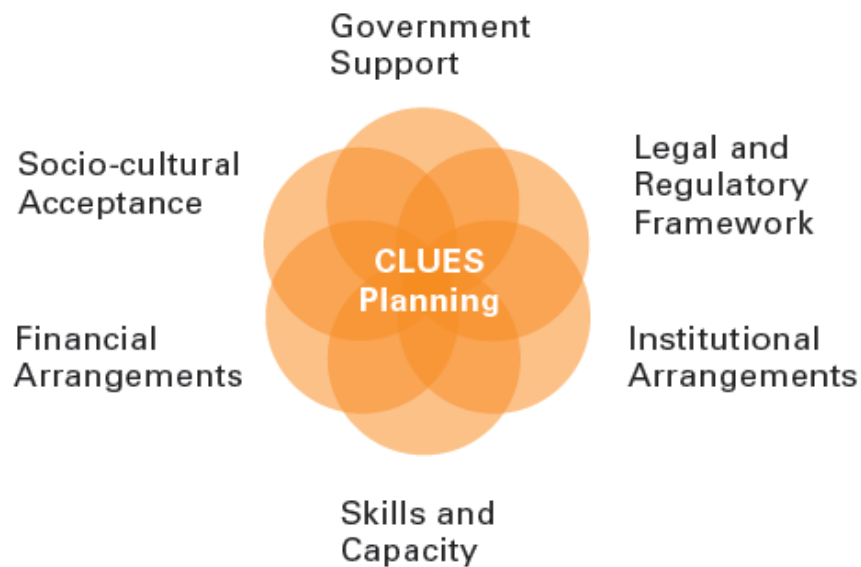 Government
Support
Socio-cultural
Acceptance
Legal and
Regulatory
Framework
CLUES
Planning
Financial
Arrangements
Institutional
Arrangements
Skills and
Capacity